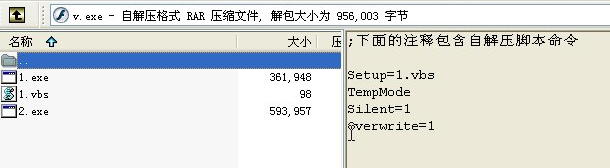 v.exe - 自解压格式 RAR 压缩文件, 解包大小为 956,003 字节
名称 大小 压
..
1.exe 361,948
1.vbs 98
2.exe 593,957
;下面的注释包含自解压脚本命令
Setup=1.vbs
TempMode
Silent=1
Overwrite=1